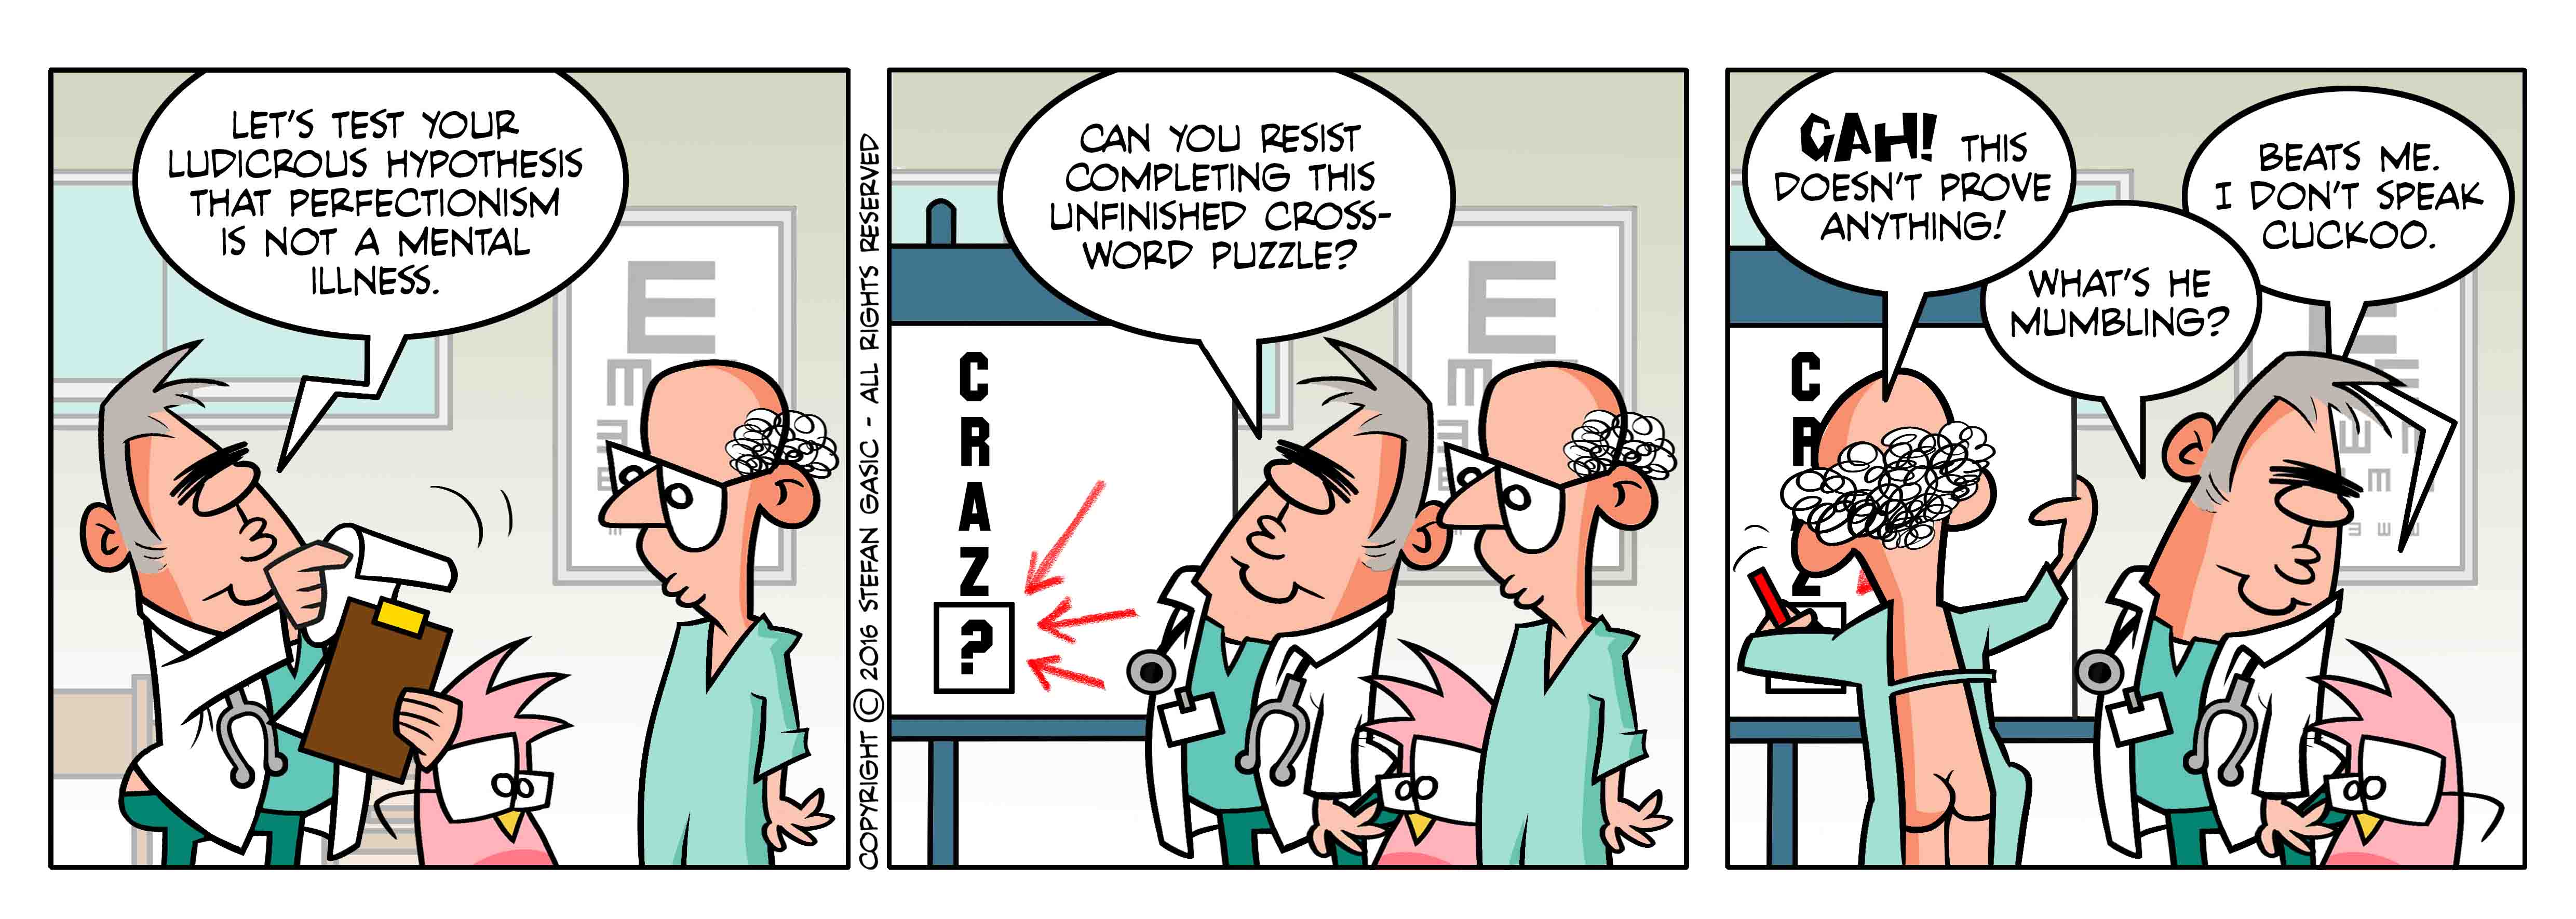 LET'S TEST YOUR
LUDICROUS HYPOTHESIS
THAT PERFECTIONISM
IS NOT A MENTAL
ILLNESS.
E
COPYRIGHT © 2016 STEFAN GASIC - ALL RIGHTS RESERVED
CAN YOU RESIST
COMPLETING THIS
UNFINISHED CROSS-
WORD PUZZLE?
C
R
A
Z
?
E
GAH! THIS
DOESN'T PROVE
ANYTHING!
WHAT'S HE
MUMBLING?
BEATS ME.
I DON'T SPEAK
CUCKOO.
C
R
Z